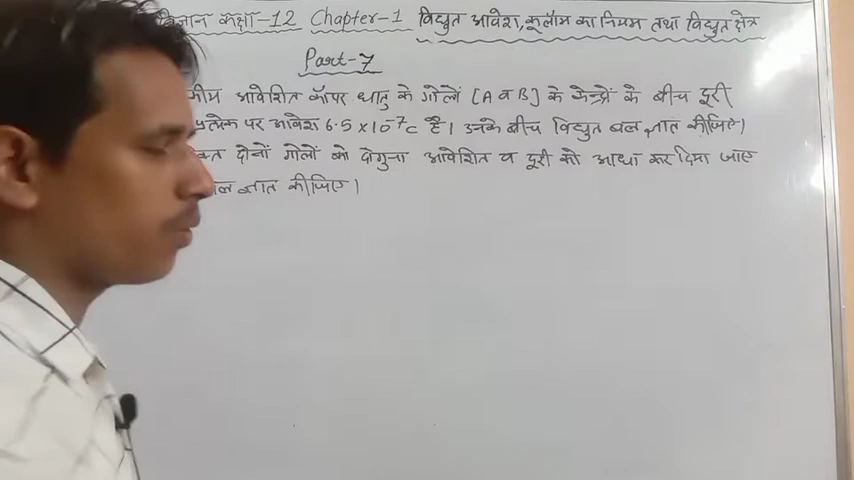 विज्ञान कक्षा-12 Chapter-1 विद्युत आवेश, कूलॉम का नियम तथा विद्युत क्षेत्र
Part-7
आवेशित कॉपर धातु के गोलों [A व B] के केन्द्रों के बीच दूरी
प्रत्येक पर आवेश 6.5 x 10⁻⁷c है। उनके बीच विद्युत बल ज्ञात कीजिए।
दोनों गोलों को दोगुना आवेशित व दूरी को आधा कर दिया जाए
ज्ञात कीजिए।